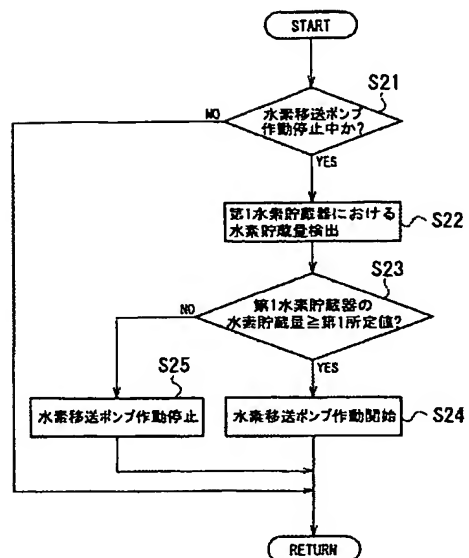 START
S21
水素移送ポンプ
作動停止中か?
NO
YES
第1水素貯蔵器における
水素貯蔵量検出
S22
S23
第1水素貯蔵器の
水素貯蔵量≧第1所定値?
NO
YES
S25
水素移送ポンプ作動停止
水素移送ポンプ作動開始
S24
RETURN